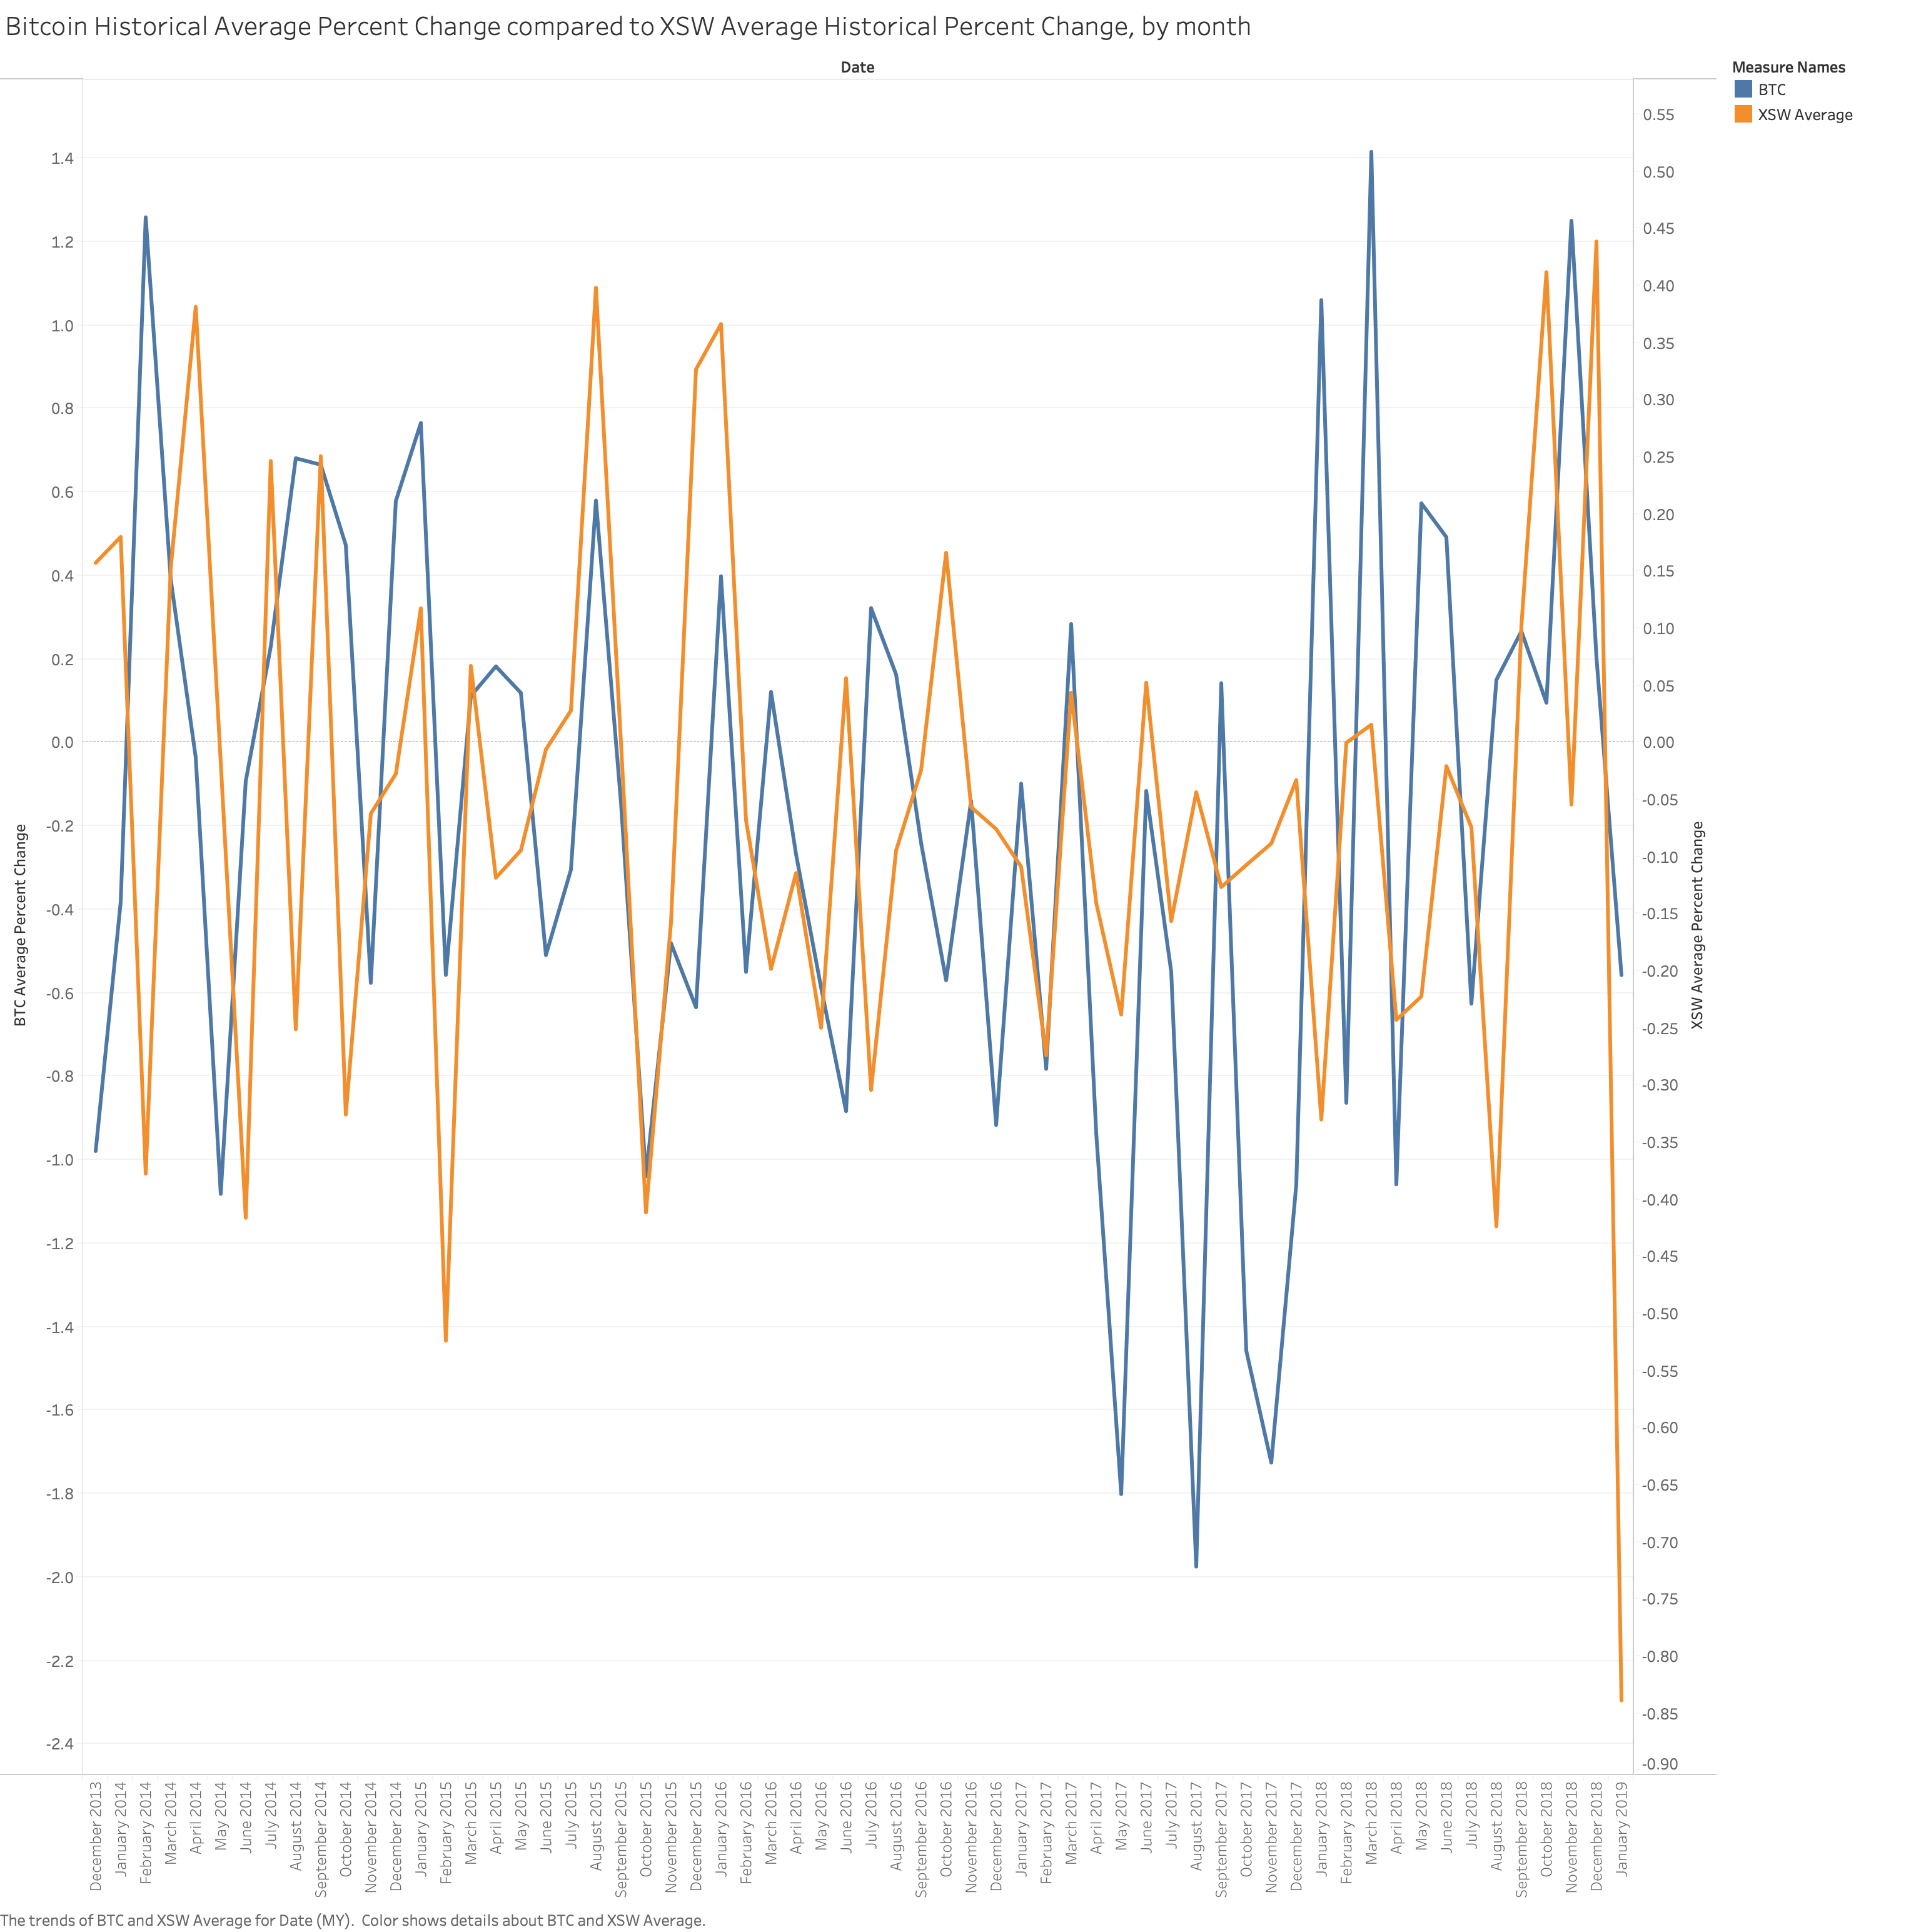 Bitcoin Historical Average Percent Change compared to XSW Average Historical Percent Change, by month
Date
Measure Names
BTC
XSW Average
BTC Average Percent Change
1.4
1.2
1.0
0.8
0.6
0.4
0.2
0.0
-0.2
-0.4
-0.6
-0.8
-1.0
-1.2
-1.4
-1.6
-1.8
-2.0
-2.2
-2.4
0.55
0.50
0.45
0.40
0.35
0.30
0.25
0.20
0.15
0.10
0.05
0.00
-0.05
-0.10
-0.15
-0.20
-0.25
-0.30
-0.35
-0.40
-0.45
-0.50
-0.55
-0.60
-0.65
-0.70
-0.75
-0.80
-0.85
-0.90
XSW Average Percent Change
December 2013
January 2014
February 2014
March 2014
April 2014
May 2014
June 2014
July 2014
August 2014
September 2014
October 2014
November 2014
December 2014
January 2015
February 2015
March 2015
April 2015
May 2015
June 2015
July 2015
August 2015
September 2015
October 2015
November 2015
December 2015
January 2016
February 2016
March 2016
April 2016
May 2016
June 2016
July 2016
August 2016
September 2016
October 2016
November 2016
December 2016
January 2017
February 2017
March 2017
April 2017
May 2017
June 2017
July 2017
August 2017
September 2017
October 2017
November 2017
December 2017
January 2018
February 2018
March 2018
April 2018
May 2018
June 2018
July 2018
August 2018
September 2018
October 2018
November 2018
December 2018
January 2019
The trends of BTC and XSW Average for Date (MY).  Color shows details about BTC and XSW Average.